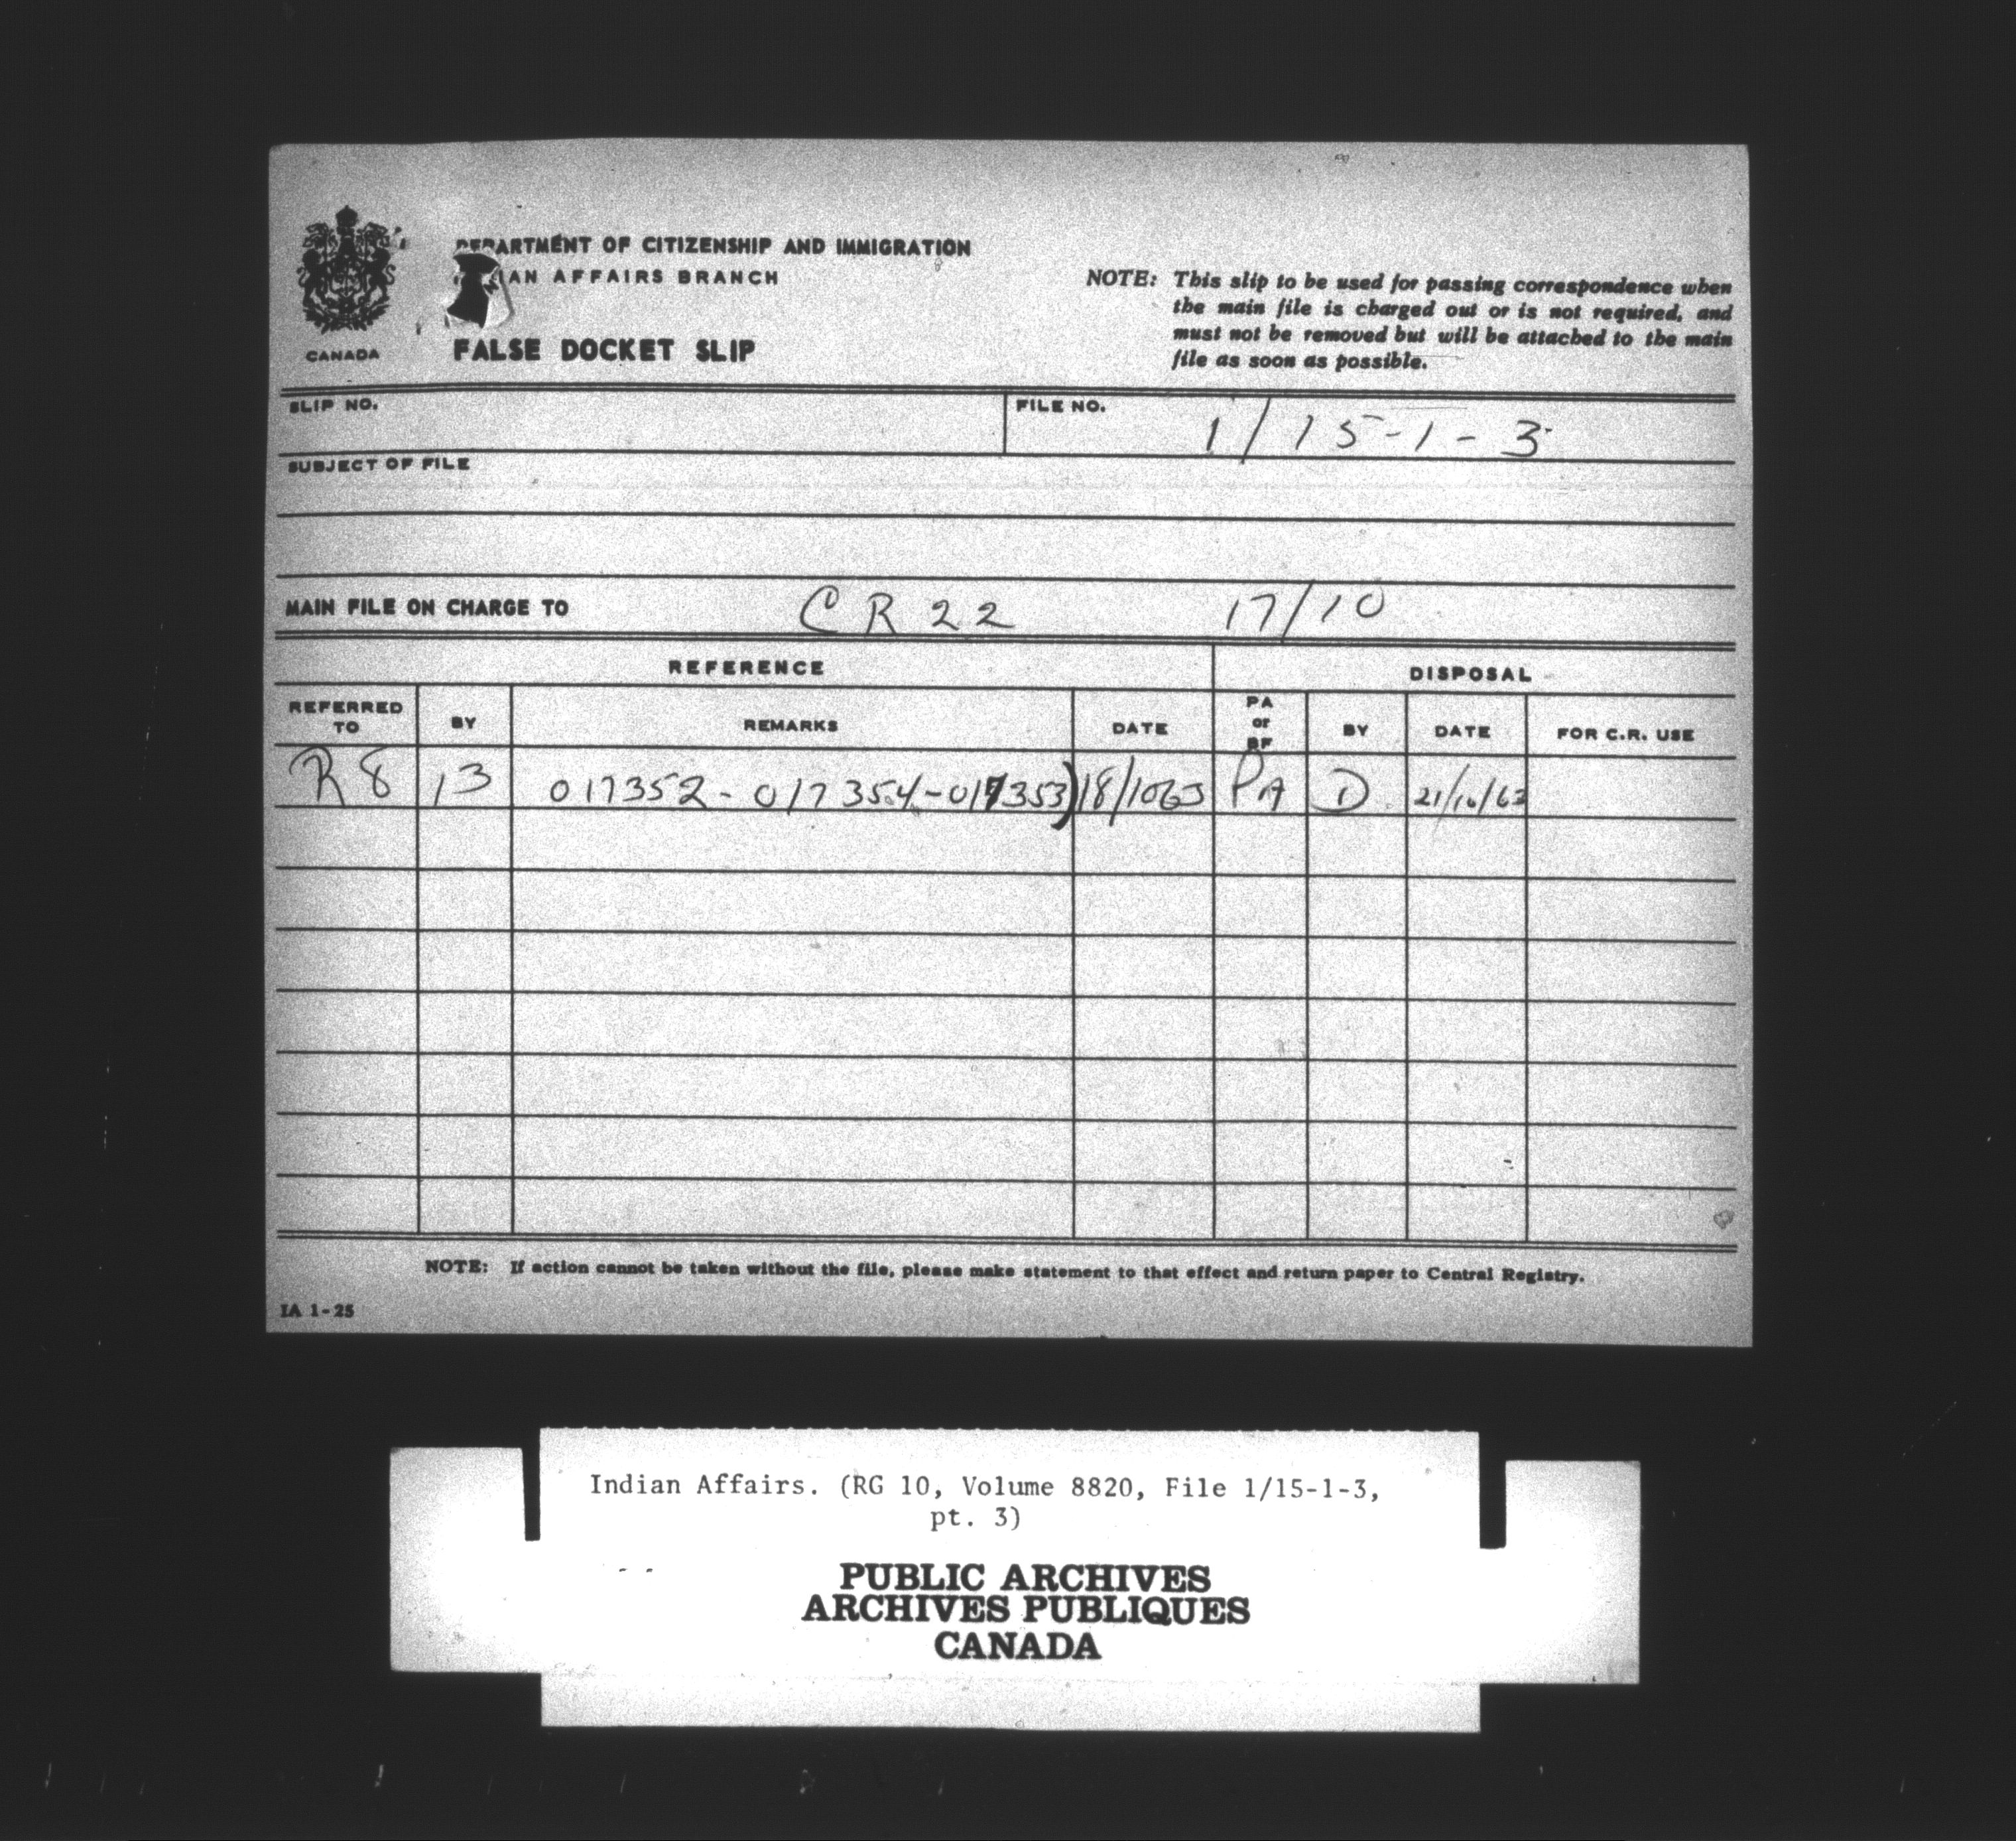 DEPARTMENT OF CITIZENSHIP AND IMMIGRATION
IAN AFFAIRS BRANCH
FALSE DOCKET SLIP
CANADA
NOTE: This slip to be used for passing correspondence when
the main file is charged out or is not required, and
must not be removed but will be attached to the main
file as soon as possible.
SLIP NO.
FILE NO. 1/15-1-3
SUBJECT OF FILE
MAIN FILE ON CHARGE TO CR22 17/10
REFERENCE DISPOSAL
REFERRED TO BY REMARKS DATE PA or BF BY DATE FOR C.R. USE
R8 13 017352-017354-017353) 18/1063 PA D 21/10/63
NOTE: If action cannot be taken without the file, please make statement to that effect and return paper to Central Registry.
IA 1-25
Indian Affairs. (RG 10, Volume 8820, File 1/15-1-3,
pt. 3)
PUBLIC ARCHIVES
ARCHIVES PUBLIQUES
CANADA